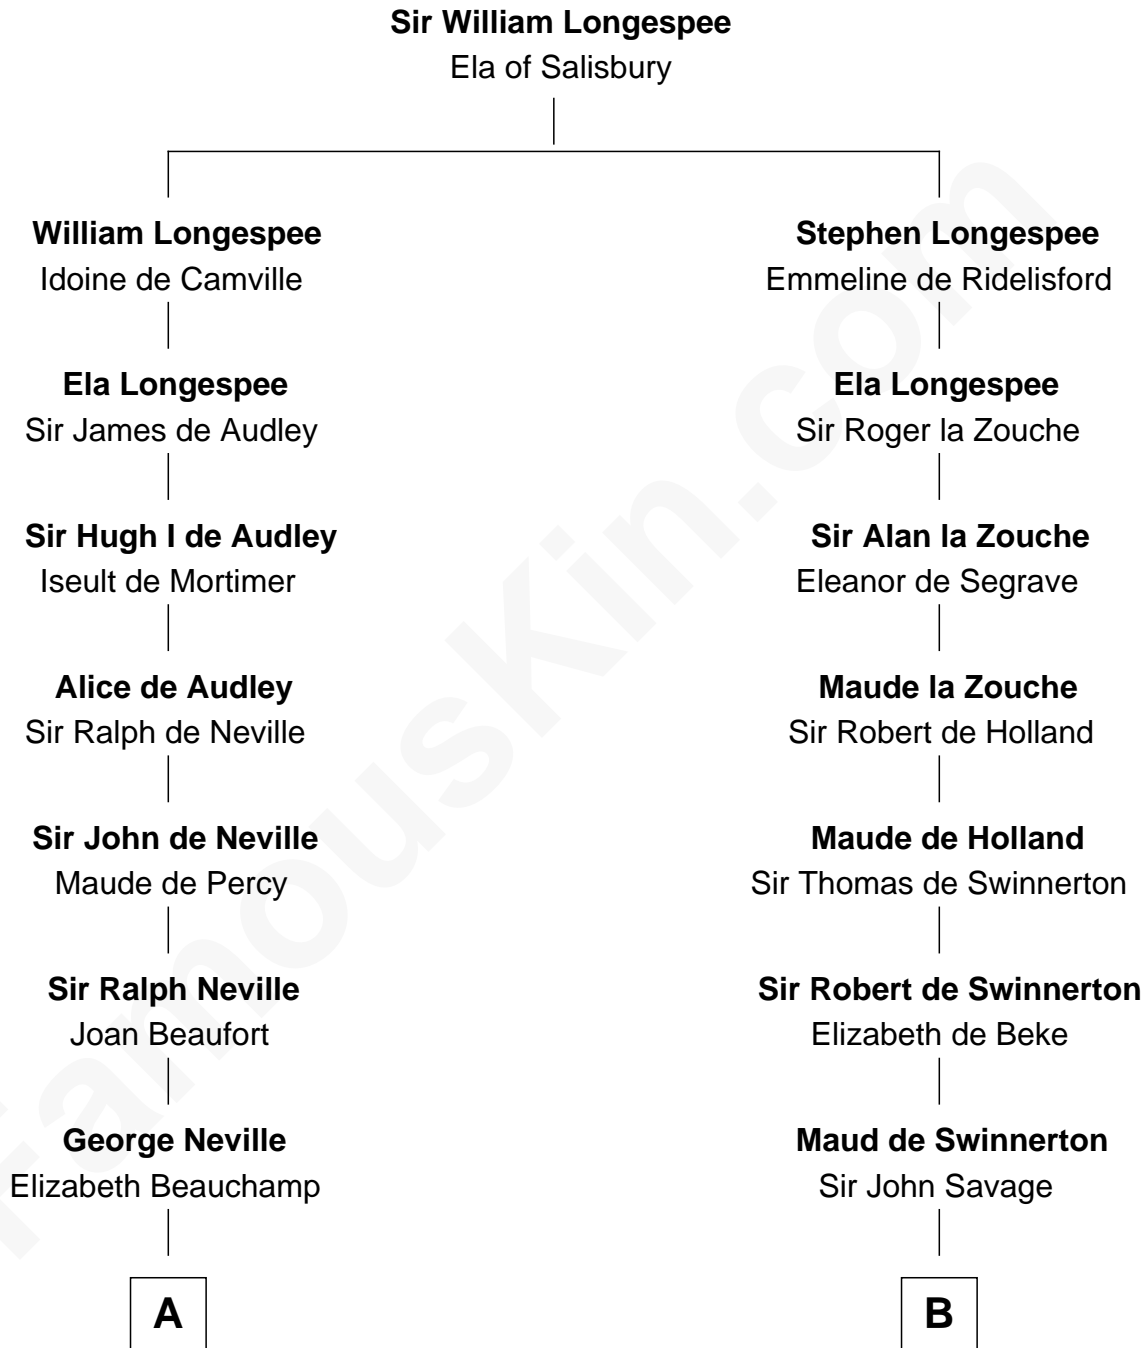 Sir William Longespee
Ela of Salisbury
William Longespee
Idoine de Camville
Stephen Longespee
Emmeline de Ridelisford
Ela Longespee
Sir James de Audley
Ela Longespee
Sir Roger la Zouche
Sir Hugh I de Audley
Iseult de Mortimer
Sir Alan la Zouche
Eleanor de Segrave
Alice de Audley
Sir Ralph de Neville
Maude la Zouche
Sir Robert de Holland
Sir John de Neville
Maude de Percy
Maude de Holland
Sir Thomas de Swinnerton
Sir Ralph Neville
Joan Beaufort
Sir Robert de Swinnerton
Elizabeth de Beke
George Neville
Elizabeth Beauchamp
Maud de Swinnerton
Sir John Savage
A
B
FamousKin.com